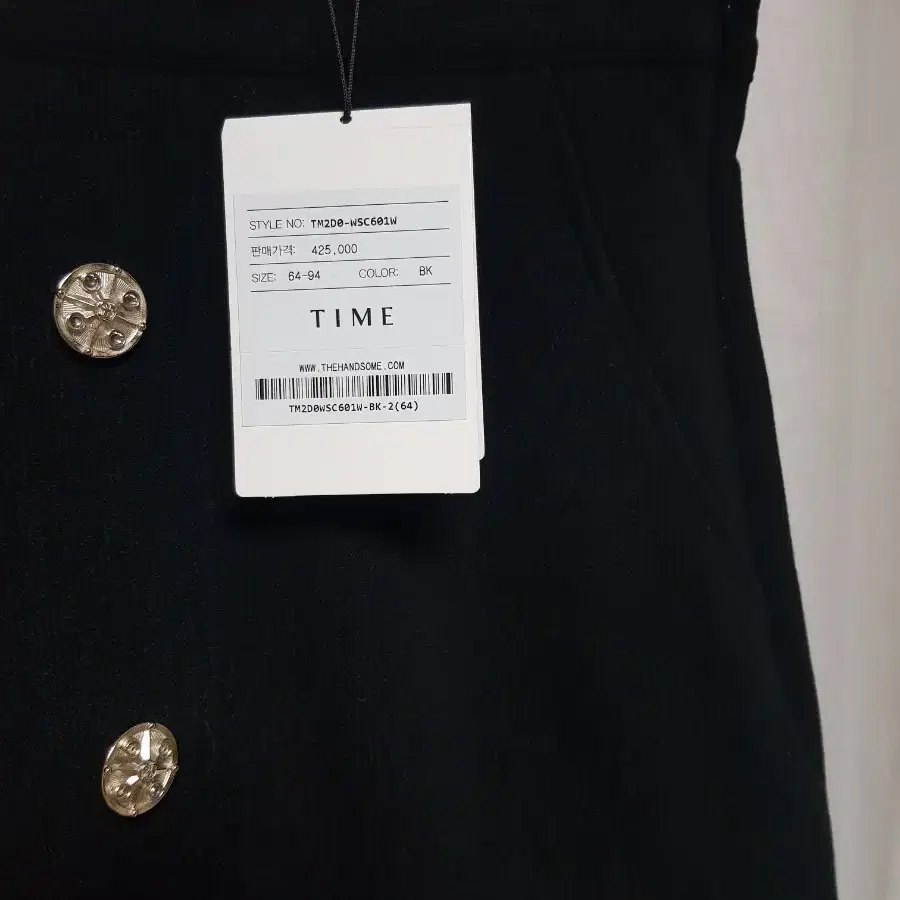 STYLE NO: TM2D0-WSC601W
판매가격: 425,000
SIZE: 64-94 COLOR: BK
TIME
WWW.THEHANDSOME.COM
TM2D0WSC601W-BK-2(64)